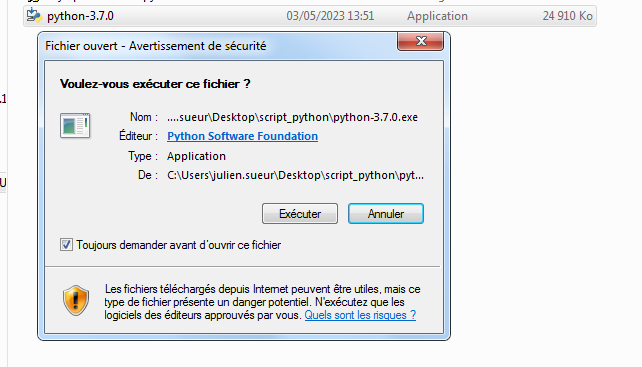 python-3.7.0 03/05/2023 13:51 Application 24 910 Ko
Fichier ouvert - Avertissement de sécurité
Voulez-vous exécuter ce fichier ?
Nom : ....sueur\Desktop\script_python\python-3.7.0.exe
Éditeur : Python Software Foundation
Type : Application
De : C:\Users\julien.sueur\Desktop\script_python\pyt...
Exécuter Annuler
Toujours demander avant d'ouvrir ce fichier
Les fichiers téléchargés depuis Internet peuvent être utiles, mais ce
type de fichier présente un danger potentiel. N'exécutez que les
logiciels des éditeurs approuvés par vous. Quels sont les risques ?